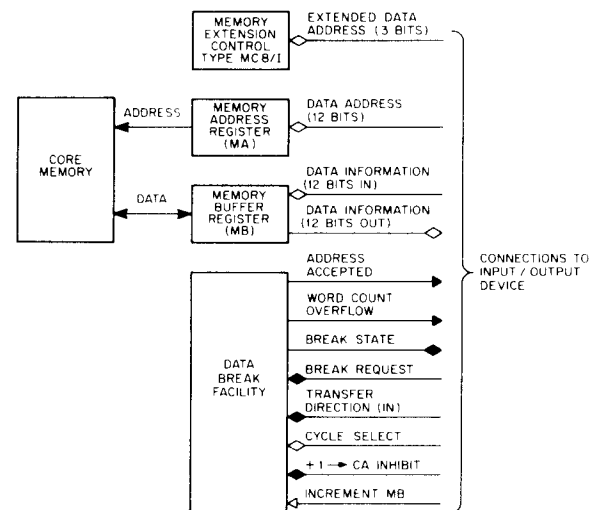 MEMORY
EXTENSION
CONTROL
TYPE MC8/I
EXTENDED DATA
ADDRESS (3 BITS)
CORE
MEMORY
ADDRESS
MEMORY
ADDRESS
REGISTER
(MA)
DATA ADDRESS
(12 BITS)
DATA
MEMORY
BUFFER
REGISTER
(MB)
DATA INFORMATION
(12 BITS IN)
DATA INFORMATION
(12 BITS OUT)
DATA
BREAK
FACILITY
ADDRESS
ACCEPTED
WORD COUNT
OVERFLOW
BREAK STATE
BREAK REQUEST
TRANSFER
DIRECTION (IN)
CYCLE SELECT
+ 1 → CA INHIBIT
INCREMENT MB
CONNECTIONS TO
INPUT / OUTPUT
DEVICE